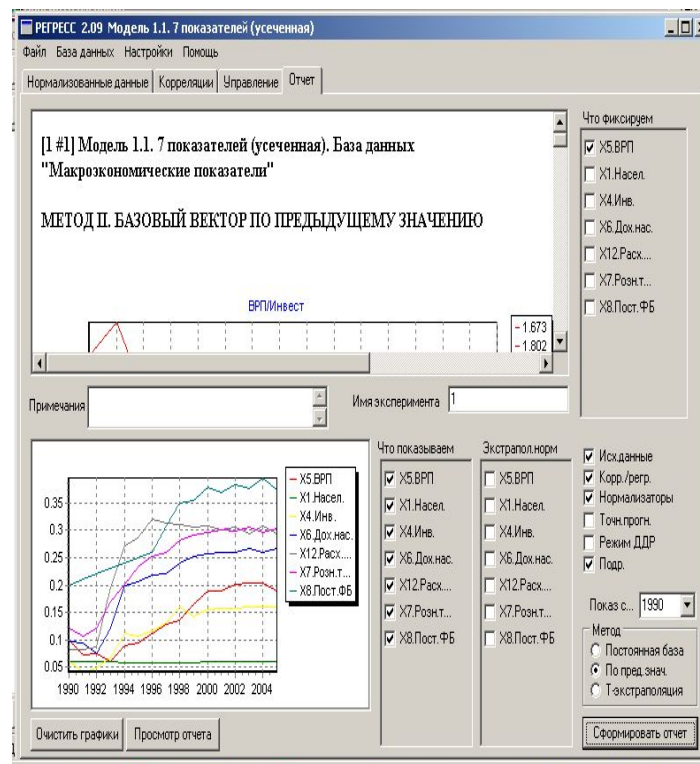 РЕГРЕСС 2.09 Модель 1.1. 7 показателей (усеченная)
Файл База данных Настройки Помощь
Нормализованные данные Корреляции Управление Отчет
[1 #1] Модель 1.1. 7 показателей (усеченная). База данных
"Макроэкономические показатели"
МЕТОД П. БАЗОВЫЙ ВЕКТОР ПО ПРЕДЫДУЩЕМУ ЗНАЧЕНИЮ
ВРП/Инвест
1.673
1.802
Что фиксируем
X5.ВРП
X1.Насел.
X4.Инв.
X6.Дох.нас.
X12.Расх....
X7.Розн.т...
X8.Пост.ФБ
Примечания
Имя эксперимента 1
0.35
0.3
0.25
0.2
0.15
0.1
0.05
1990 1992 1994 1996 1998 2000 2002 2004
X5.ВРП
X1.Насел.
X4.Инв.
X6.Дох.нас.
X12.Расх....
X7.Розн.т...
X8.Пост.ФБ
Что показываем
X5.ВРП
X1.Насел.
X4.Инв.
X6.Дох.нас.
X12.Расх....
X7.Розн.т...
X8.Пост.ФБ
Экстрапол.норм
X5.ВРП
X1.Насел.
X4.Инв.
X6.Дох.нас.
X12.Расх....
X7.Розн.т...
X8.Пост.ФБ
Исх.данные
Корр./регр.
Нормализаторы
Точн.прогн.
Режим ДДР
Подр.
Показ с... 1990
Метод
Постоянная база
По пред.знач.
Т-экстраполяция
Очистить графики Просмотр отчета
Сформировать отчет